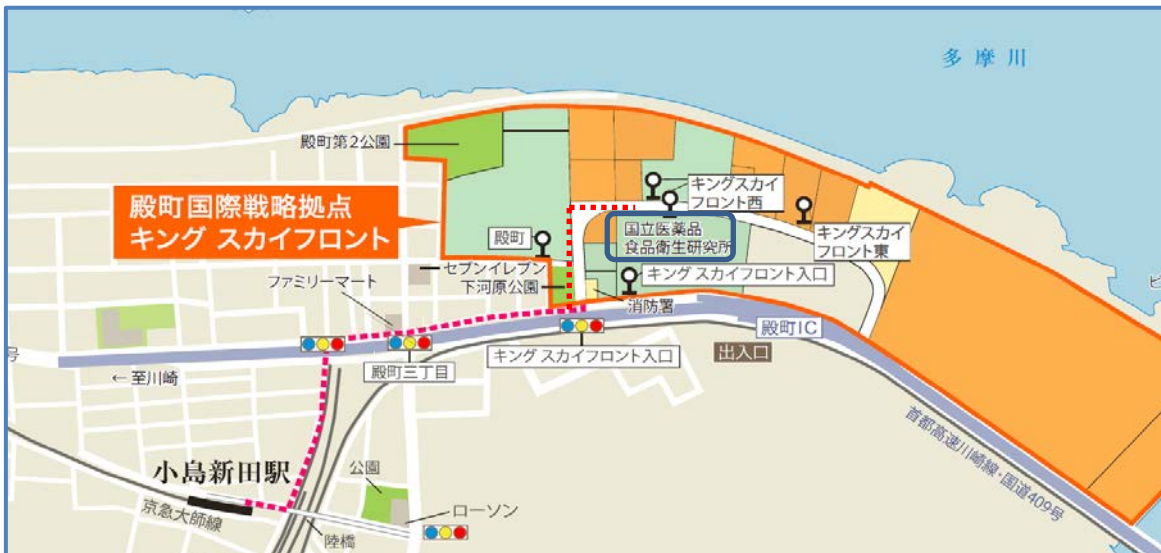 多摩川
殿町第2公園
殿町国際戦略拠点
キング スカイフロント
キングスカイ
フロント西
国立医薬品
食品衛生研究所
キングスカイ
フロント東
殿町
セブンイレブン
下河原公園
ファミリーマート
キング スカイフロント入口
消防署
殿町IC
号
←至川崎
殿町三丁目
キング スカイフロント入口
出入口
首都高速川崎線・国道409号
小島新田駅
公園
京急大師線
ローソン
陸橋
ビ